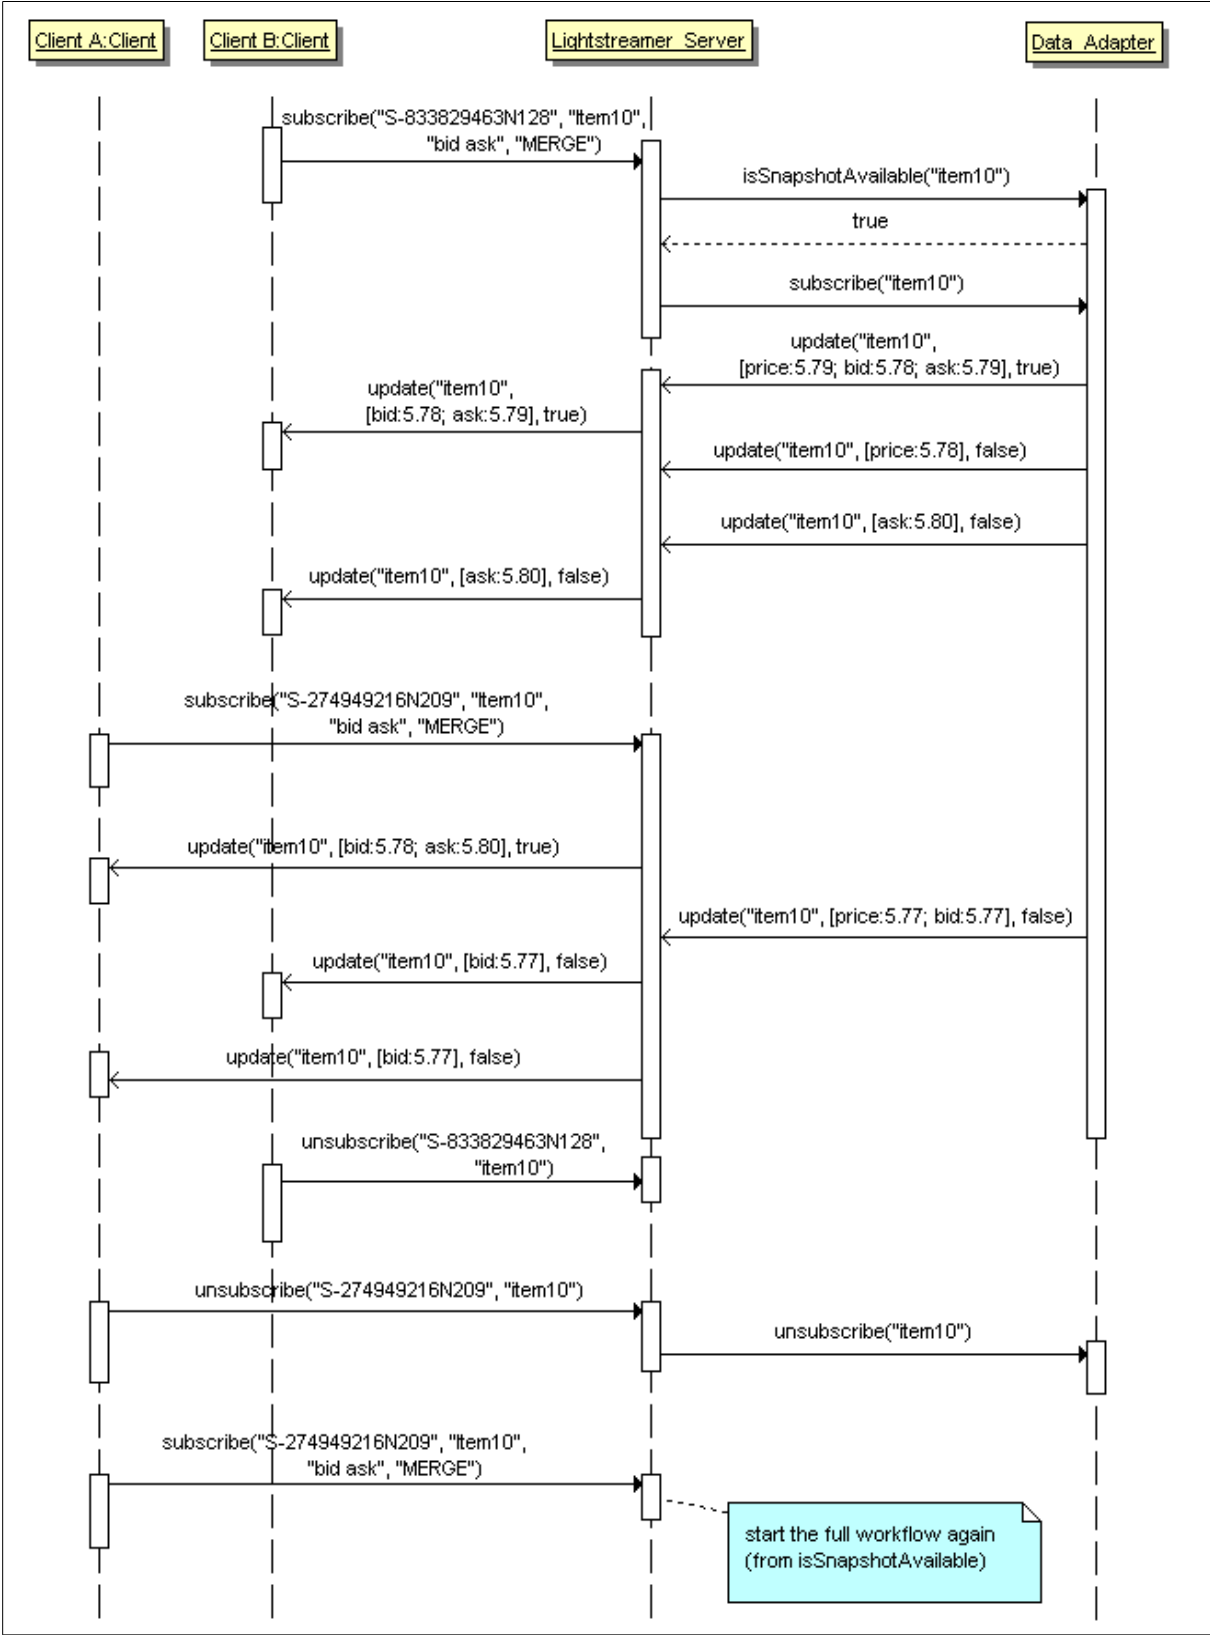 Client A:Client
Client B:Client
Lightstreamer_Server
Data_Adapter
subscribe("S-833829463N128", "Item10",
"bid ask", "MERGE")
isSnapshotAvailable("item10")
true
subscribe("item10")
update("item10",
[price:5.79; bid:5.78; ask:5.79], true)
update("item10",
[bid:5.78; ask:5.79], true)
update("item10", [price:5.78], false)
update("item10", [ask:5.80], false)
update("item10", [ask:5.80], false)
subscribe("S-274949216N209", "Item10",
"bid ask", "MERGE")
update("item10", [bid:5.78; ask:5.80], true)
update("item10", [price:5.77; bid:5.77], false)
update("item10", [bid:5.77], false)
update("item10", [bid:5.77], false)
unsubscribe("S-833829463N128",
"item10")
unsubscribe("S-274949216N209", "item10")
unsubscribe("item10")
subscribe("S-274949216N209", "Item10",
"bid ask", "MERGE")
start the full workflow again
(from isSnapshotAvailable)